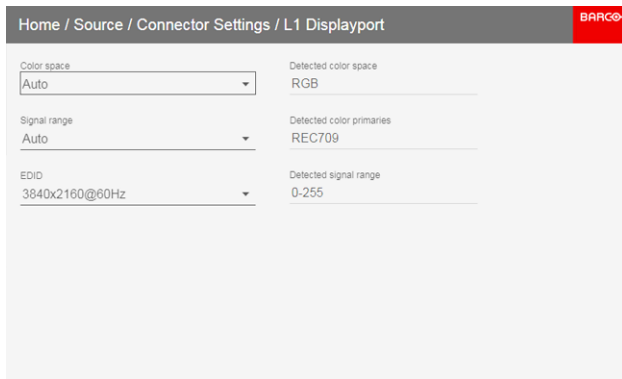 Home / Source / Connector Settings / L1 Displayport
BARCO
Color space
Auto
Signal range
Auto
EDID
3840x2160@60Hz
Detected color space
RGB
Detected color primaries
REC709
Detected signal range
0-255